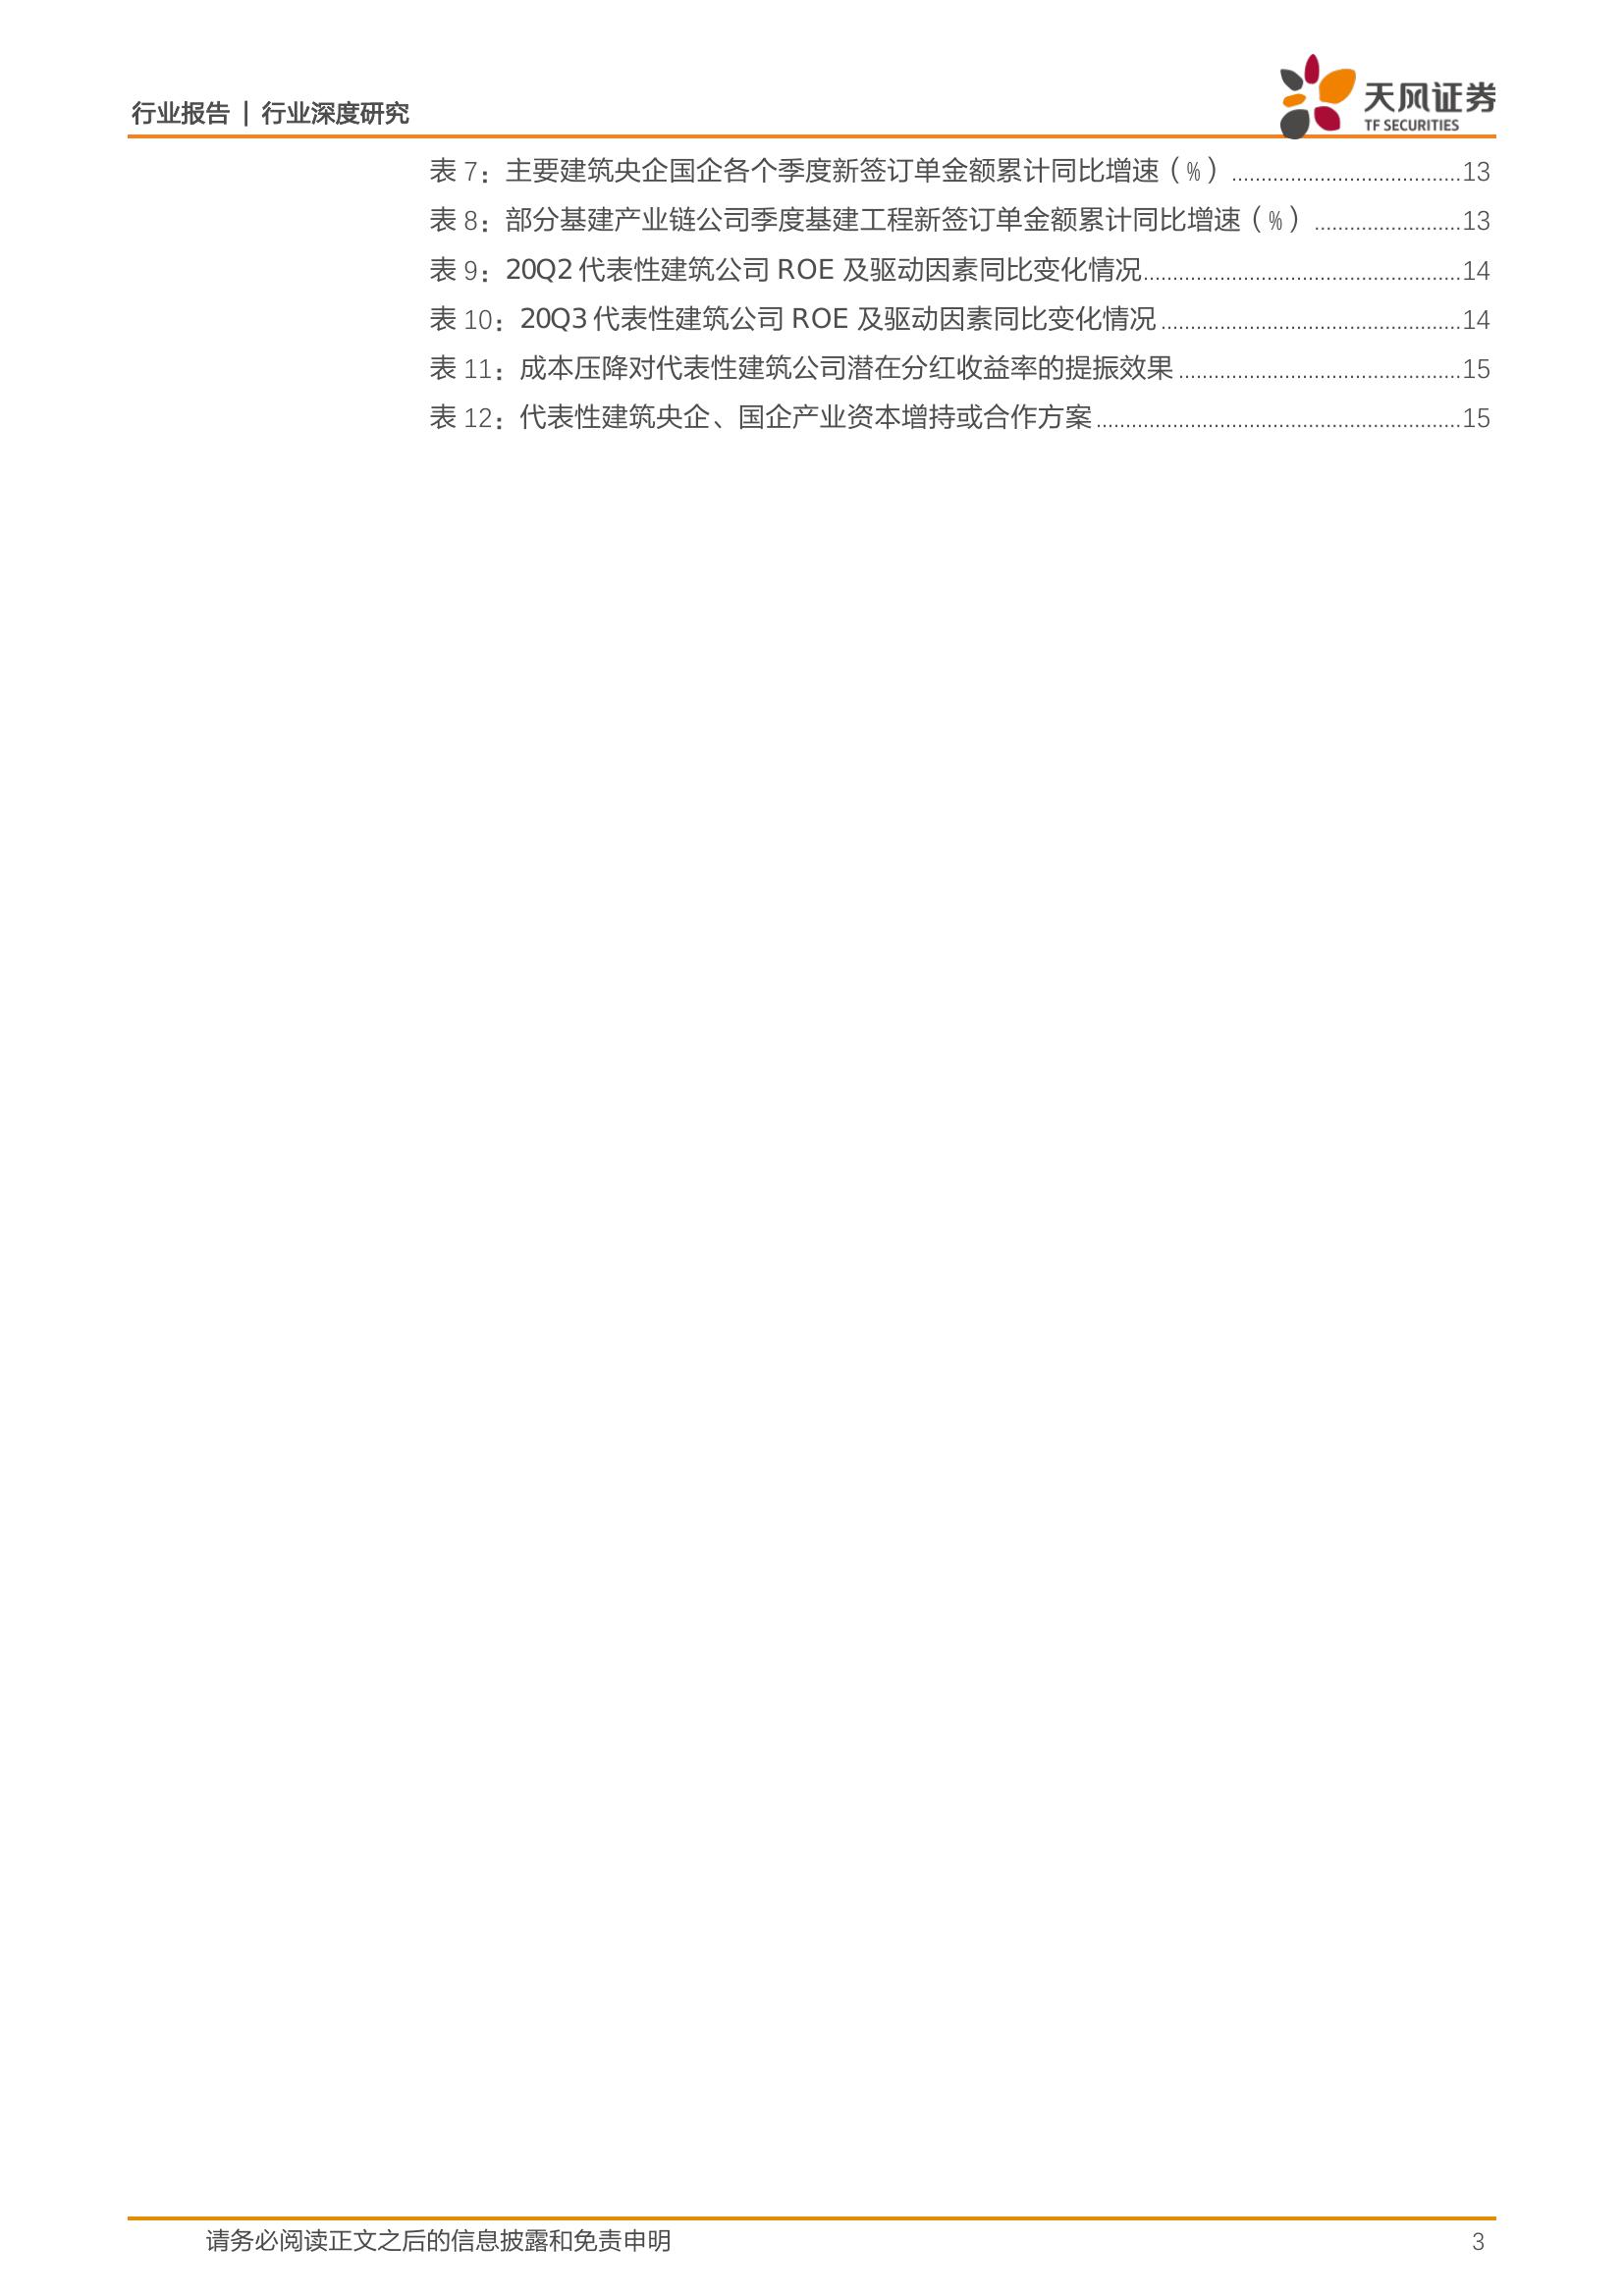 行业报告 | 行业深度研究
天风证券
TF SECURITIES
表 7：主要建筑央企国企各个季度新签订单金额累计同比增速（%）.......................................13
表 8：部分基建产业链公司季度基建工程新签订单金额累计同比增速（%）.........................13
表 9：20Q2 代表性建筑公司 ROE 及驱动因素同比变化情况......................................................14
表 10：20Q3 代表性建筑公司 ROE 及驱动因素同比变化情况...................................................14
表 11：成本压降对代表性建筑公司潜在分红收益率的提振效果................................................15
表 12：代表性建筑央企、国企产业资本增持或合作方案..............................................................15
请务必阅读正文之后的信息披露和免责申明
3